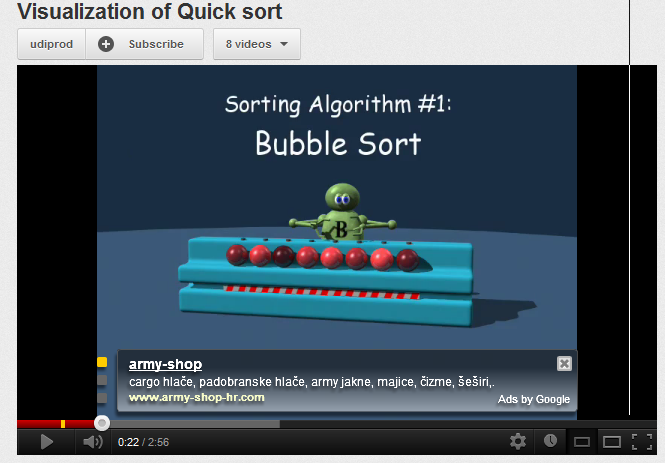 Visualization of Quick sort
udiprod Subscribe 8 videos
Sorting Algorithm #1:
Bubble Sort
B
army-shop
cargo hlače, padobranske hlače, army jakne, majice, čizme, šeširi,.
www.army-shop-hr.com
Ads by Google
0:22 / 2:56